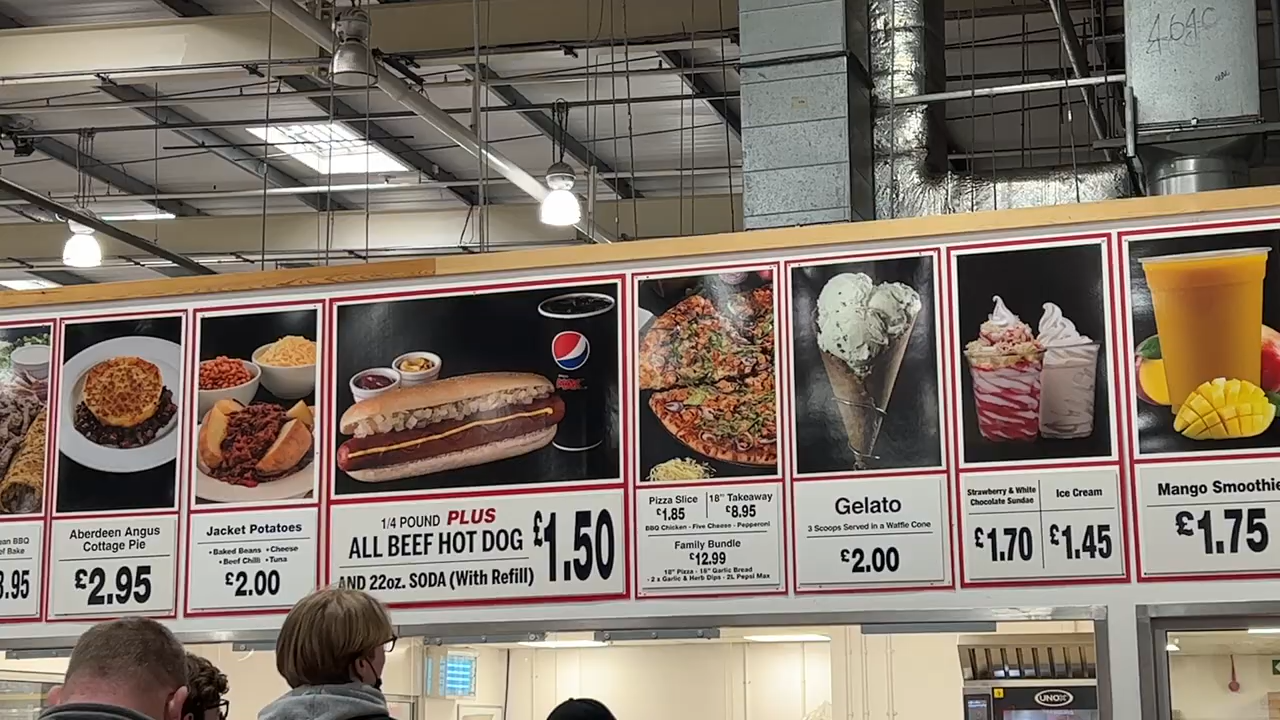 464C
BBQ
Bake
.95
Aberdeen Angus
Cottage Pie
£2.95
Jacket Potatoes
• Baked Beans • Cheese
• Beef Chilli • Tuna
£2.00
1/4 POUND PLUS
ALL BEEF HOT DOG
AND 22oz. SODA (With Refill)
£1.50
Pizza Slice
£1.85
18" Takeaway
£8.95
BBQ Chicken - Five Cheese - Pepperoni
Family Bundle
£12.99
18" Pizza - 16" Garlic Bread
- 2 x Garlic & Herb Dips - 2L Pepsi Max
Gelato
3 Scoops Served in a Waffle Cone
£2.00
Strawberry & White
Chocolate Sundae
£1.70
Ice Cream
£1.45
Mango Smoothie
£1.75
UNOX